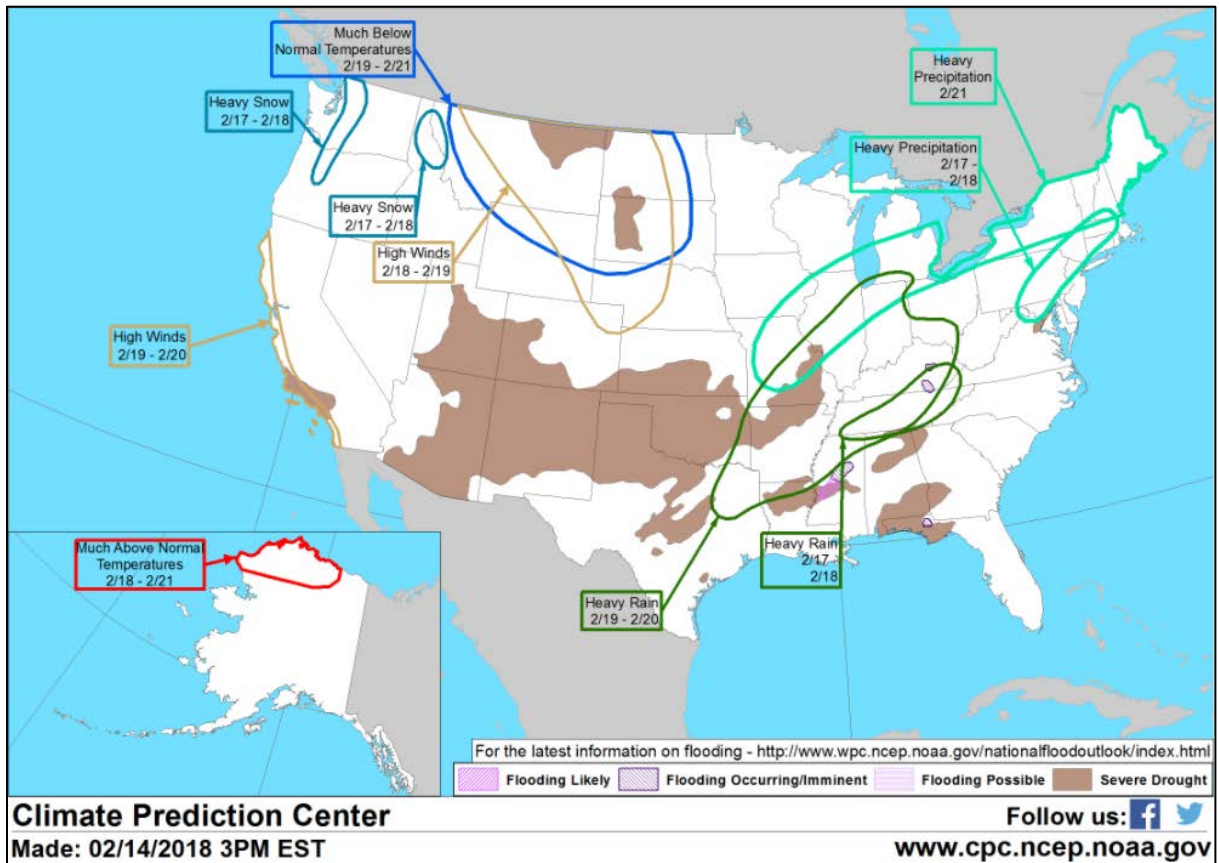 Much Below
Normal Temperatures
2/19 - 2/21
Heavy Snow
2/17 - 2/18
Heavy
Precipitation
2/21
Heavy Precipitation
2/17 -
2/18
Heavy Snow
2/17 - 2/18
High Winds
2/18 - 2/19
High Winds
2/19 - 2/20
Much Above Normal
Temperatures
2/18 - 2/21
Heavy Rain
2/17 -
2/18
Heavy Rain
2/19 - 2/20
For the latest information on flooding - http://www.wpc.ncep.noaa.gov/nationalfloodoutlook/index.html
Flooding Likely
Flooding Occurring/Imminent
Flooding Possible
Severe Drought
Climate Prediction Center
Follow us:
Made: 02/14/2018 3PM EST
www.cpc.ncep.noaa.gov